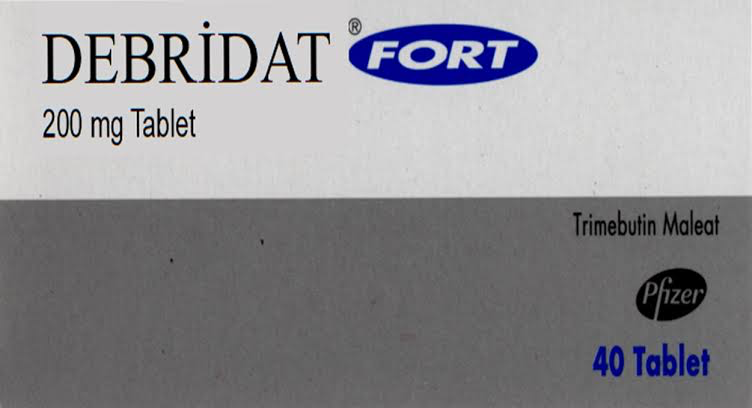 DEBRİDAT® FORT
200 mg Tablet
Trimebutin Maleat
Pfizer
40 Tablet